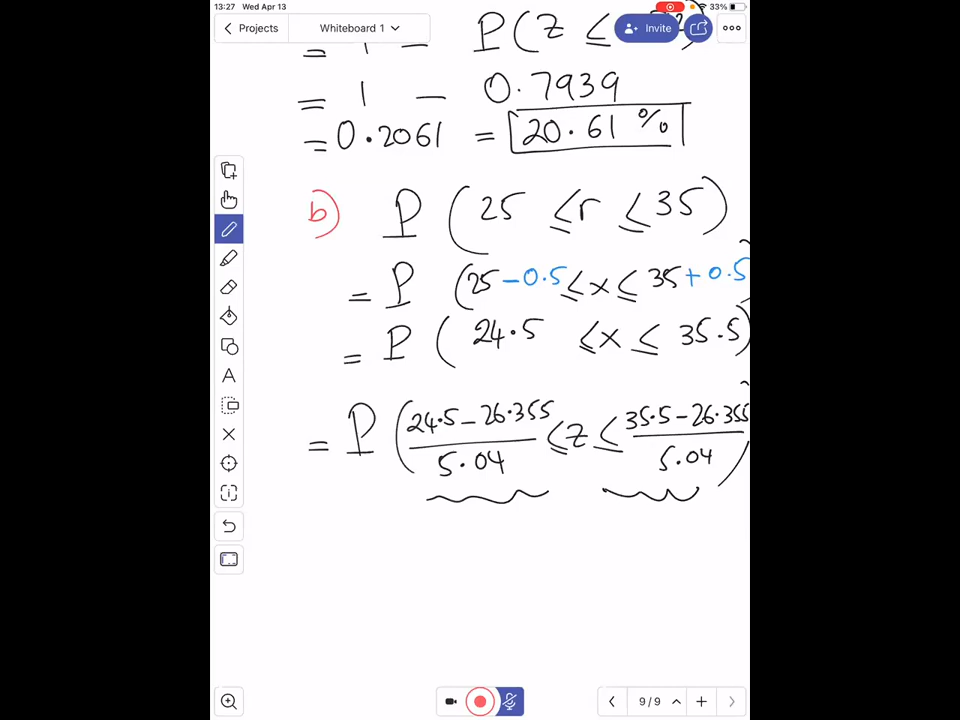 13:27 Wed Apr 13 33%
Projects Whiteboard 1 Invite
= 1 - P(z ≤
= 1 - 0.7939
= 0.2061 = 20.61 %
b) P (25 ≤ r ≤ 35)
= P (25 - 0.5 ≤ x ≤ 35 + 0.5)
= P (24.5 ≤ x ≤ 35.5)
= P ((24.5 - 26.355)/5.04 ≤ z ≤ (35.5 - 26.355)/5.04)
A
9/9